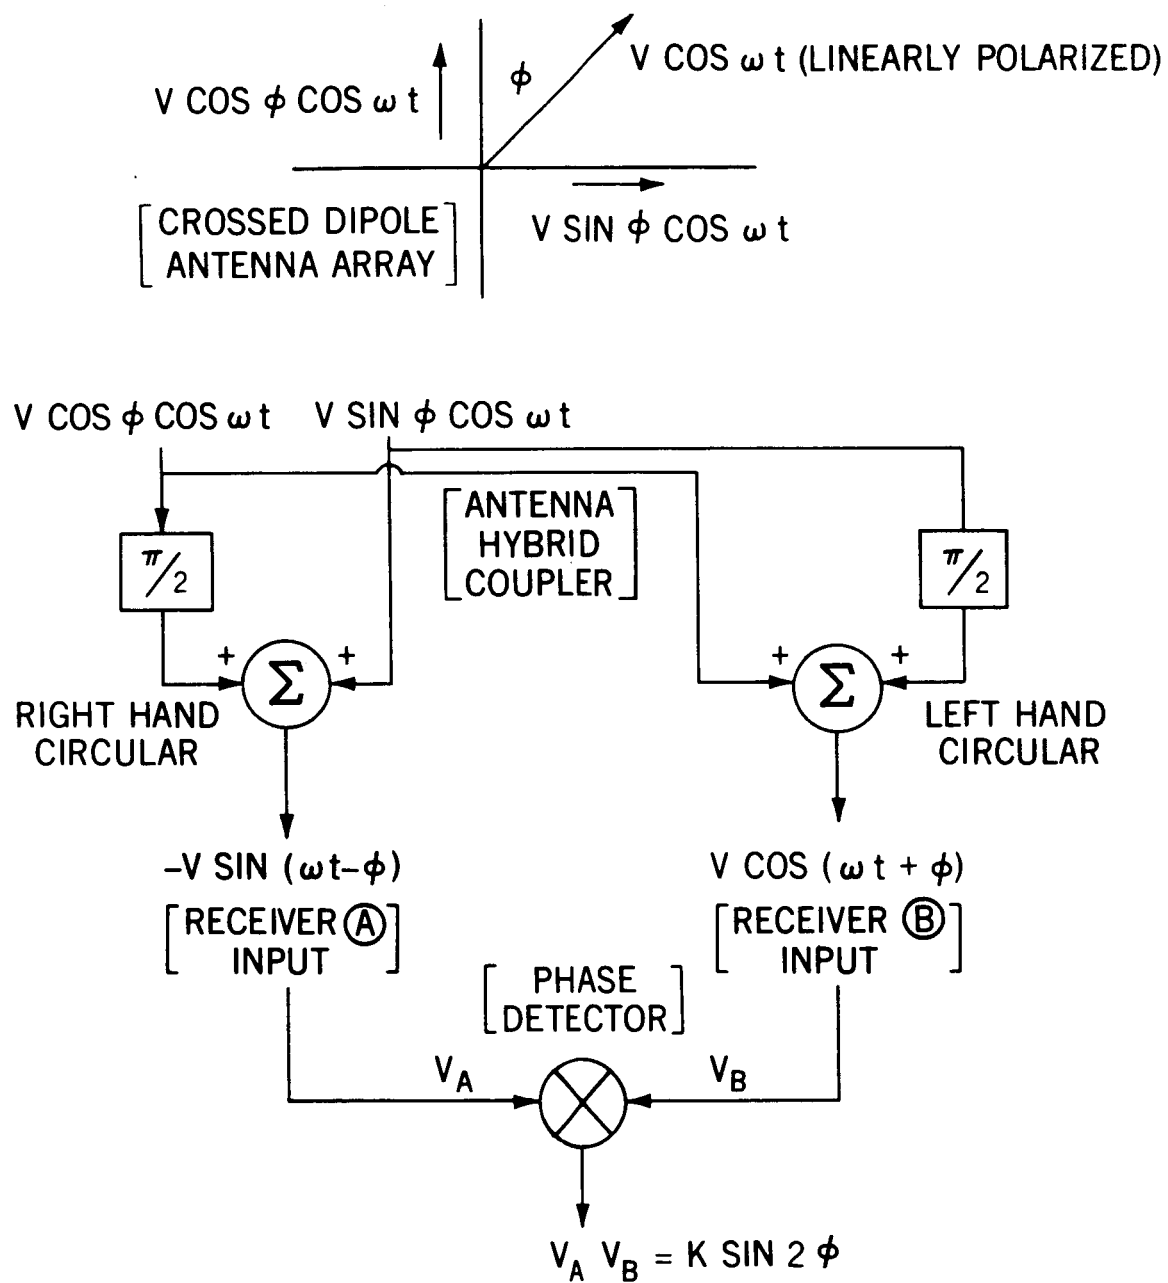 V COS ω t (LINEARLY POLARIZED)
ϕ
V COS ϕ COS ω t
[CROSSED DIPOLE
ANTENNA ARRAY]
V SIN ϕ COS ω t
V COS ϕ COS ω t
V SIN ϕ COS ω t
[ANTENNA
HYBRID
COUPLER]
π/2
π/2
+ Σ +
+ Σ +
RIGHT HAND
CIRCULAR
LEFT HAND
CIRCULAR
–V SIN (ω t–ϕ)
[RECEIVER Ⓐ
INPUT]
V COS (ω t + ϕ)
[RECEIVER Ⓑ
INPUT]
[PHASE
DETECTOR]
V_A
V_B
V_A V_B = K SIN 2 ϕ